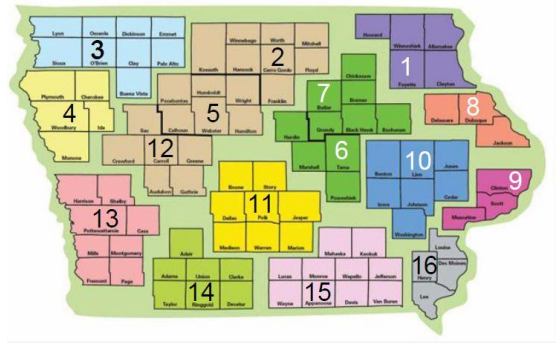 Lyon Osceola Dickinson Emmet
3
Sioux O'Brien Clay Palo Alto
Buena Vista
Winnebago Worth Mitchell
2
Kossuth Hancock Cerro Gordo Floyd
Howard Winneshiek Allamakee
1
Fayette Clayton
Plymouth Cherokee
4
Woodbury Ida
Monona
Pocahontas Humboldt Wright Franklin
5
Calhoun Webster Hamilton
Sac
12
Crawford Carroll Greene
Audubon Guthrie
Chickasaw
7
Butler Bremer
Hardin Grundy Black Hawk Buchanan
6
Marshall Tama
Poweshiek
8
Delaware Dubuque
Jackson
10
Benton Linn Jones
Iowa Johnson Cedar
Washington
9
Clinton
Scott
Muscatine
Boone Story
11
Dallas Polk Jasper
Madison Warren Marion
Harrison Shelby
13
Pottawattamie Cass
Mills Montgomery
Fremont Page
Adair
Adams Union Clarke
14
Taylor Ringgold Decatur
Mahaska Keokuk
Lucas Monroe Wapello Jefferson
15
Wayne Appanoose Davis Van Buren
Louisa
16
Henry Des Moines
Lee